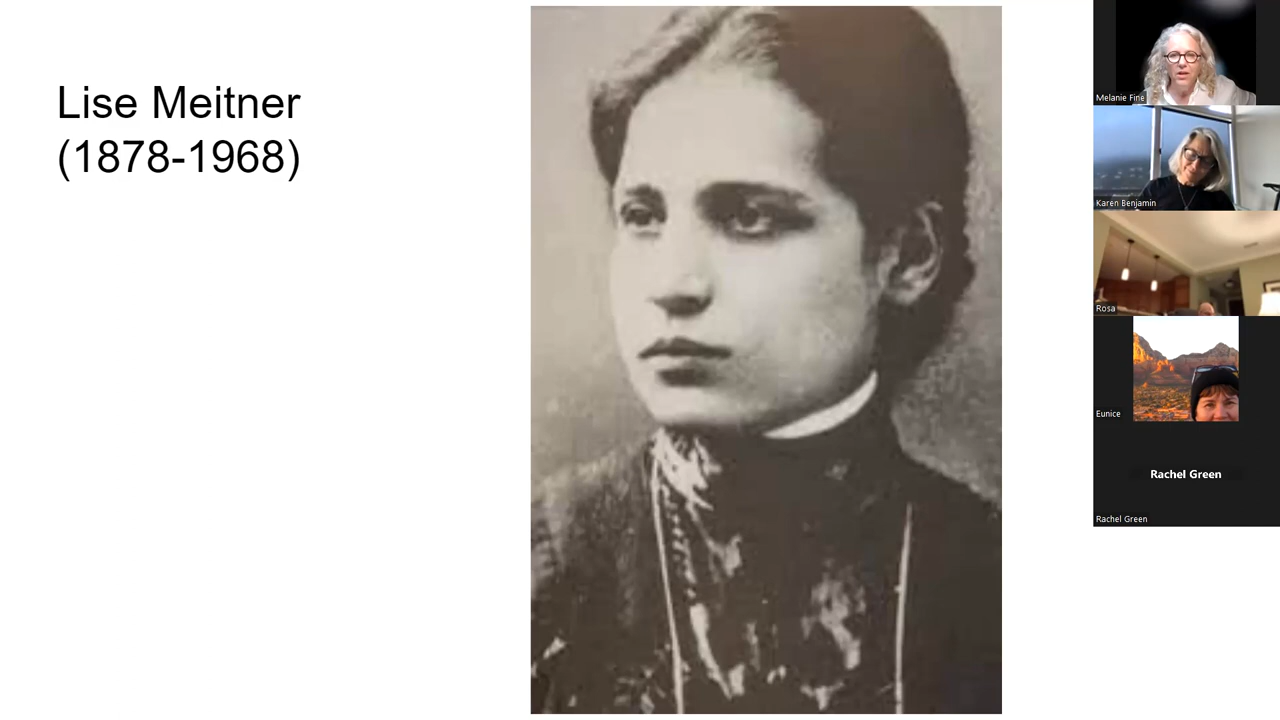 Lise Meitner
(1878-1968)
Melanie Fine
Karen Benjamin
Rosa
Eunice
Rachel Green
Rachel Green